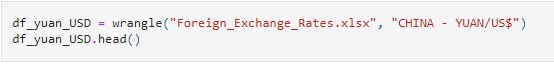 df_yuan_USD = wrangle("Foreign_Exchange_Rates.xlsx", "CHINA - YUAN/US$")
df_yuan_USD.head()